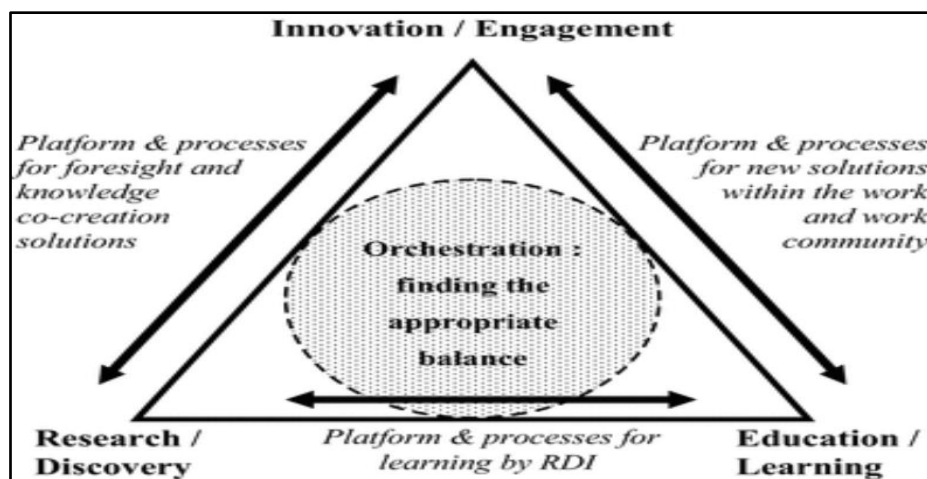 Innovation / Engagement
Platform & processes
for foresight and
knowledge
co-creation
solutions
Platform & processes
for new solutions
within the work
and work
community
Orchestration :
finding the
appropriate
balance
Research /
Discovery
Platform & processes for
learning by RDI
Education /
Learning